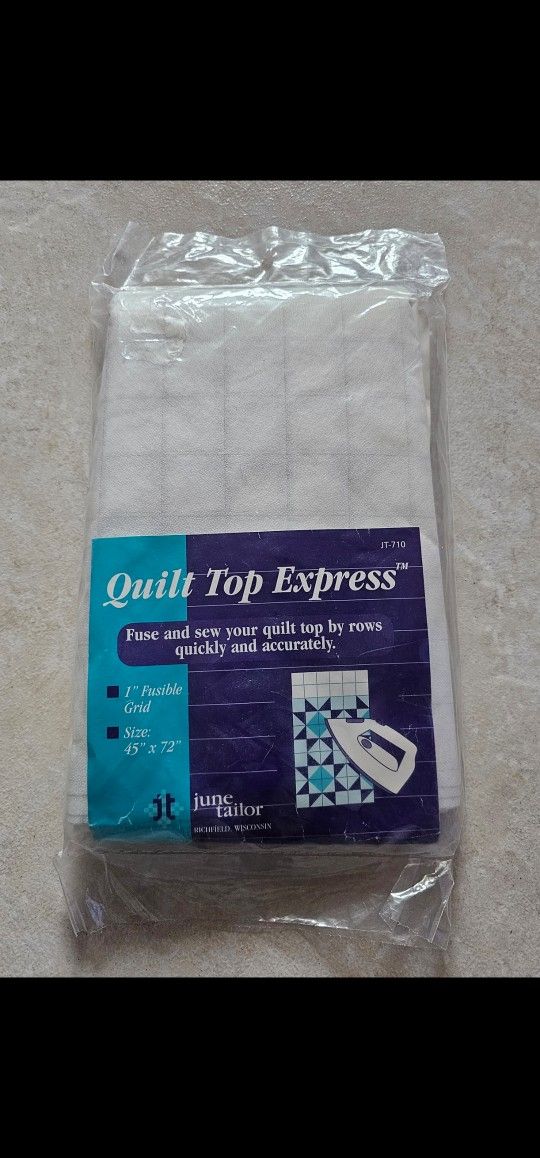 JT-710
Quilt Top Express™
Fuse and sew your quilt top by rows
quickly and accurately.
1" Fusible
Grid
Size:
45" x 72"
jt june
tailor
RICHFIELD, WISCONSIN